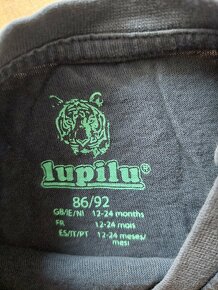 lupilu®
86/92
GB/IE/NI 12-24 months
FR 12-24 mois
ES/IT/PT 12-24 meses/
mesi